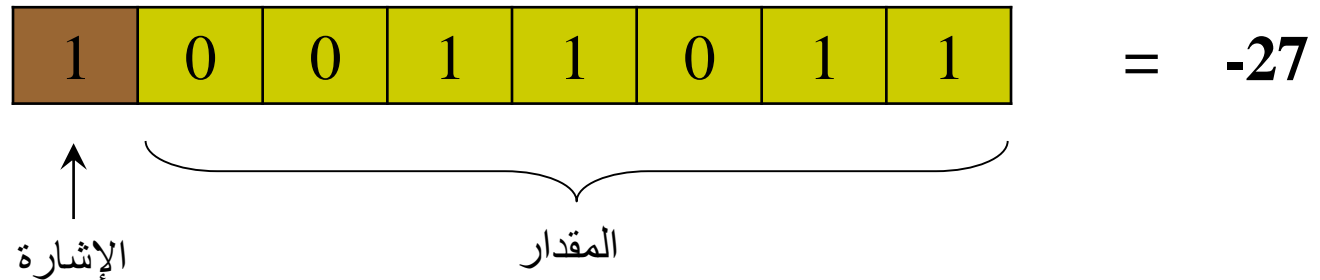 1 0 0 1 1 0 1 1 = -27
المقدار
الإشارة